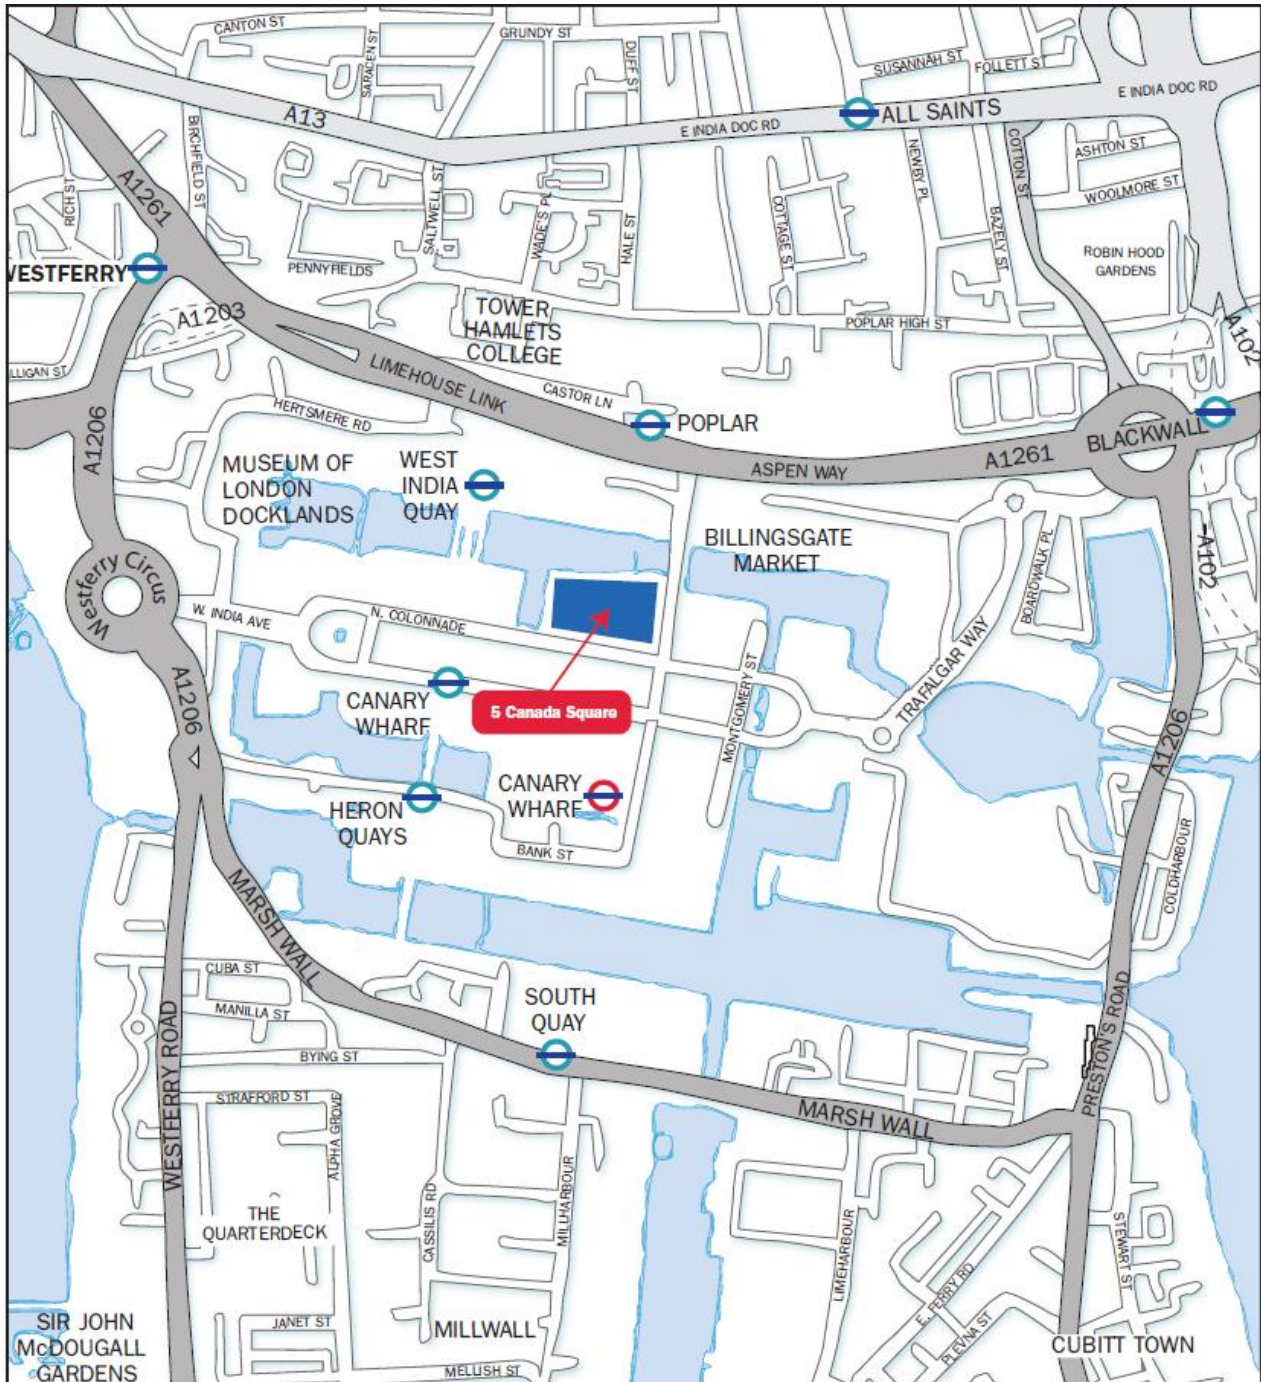 CANTON ST
GRUNDY ST
SARACEN ST
DUFF ST
SUSANNAH ST
FOLLETT ST
E INDIA DOC RD
A13
E INDIA DOC RD
ALL SAINTS
BIRCHFIELD ST
COTTON ST
ASHTON ST
NEWBY PL
WOOLMORE ST
RICH ST
A1261
SALTWELL ST
WADE'S PL
HALE ST
COTTAGE ST
BAZELY ST
ROBIN HOOD
GARDENS
WESTFERRY
PENNYFIELDS
A1203
TOWER
HAMLETS
COLLEGE
POPLAR HIGH ST
A102
LLIGAN ST
LIMEHOUSE LINK
CASTOR LN
HERTSMERE RD
POPLAR
BLACKWALL
A1206
ASPEN WAY
A1261
MUSEUM OF
LONDON
DOCKLANDS
WEST
INDIA
QUAY
BILLINGSGATE
MARKET
BOARDWALK PL
A102
Westferry Circus
W. INDIA AVE
N. COLONNADE
MONTGOMERY ST
TRAFALGAR WAY
A1206
CANARY
WHARF
5 Canada Square
A1206
CANARY
WHARF
HERON
QUAYS
BANK ST
COLDHARBOUR
MARSH WALL
CUBA ST
MANILLA ST
SOUTH
QUAY
BYING ST
WESTFERRY ROAD
PRESTON'S ROAD
STRAFFORD ST
ALPHA GROVE
MARSH WALL
THE
QUARTERDECK
CASSILIS RD
MILLHARBOUR
LIMEHARBOUR
STEWART ST
E. FERRY RD
PLEVNA ST
SIR JOHN
McDOUGALL
GARDENS
JANET ST
MILLWALL
CUBITT TOWN
MELLISH ST